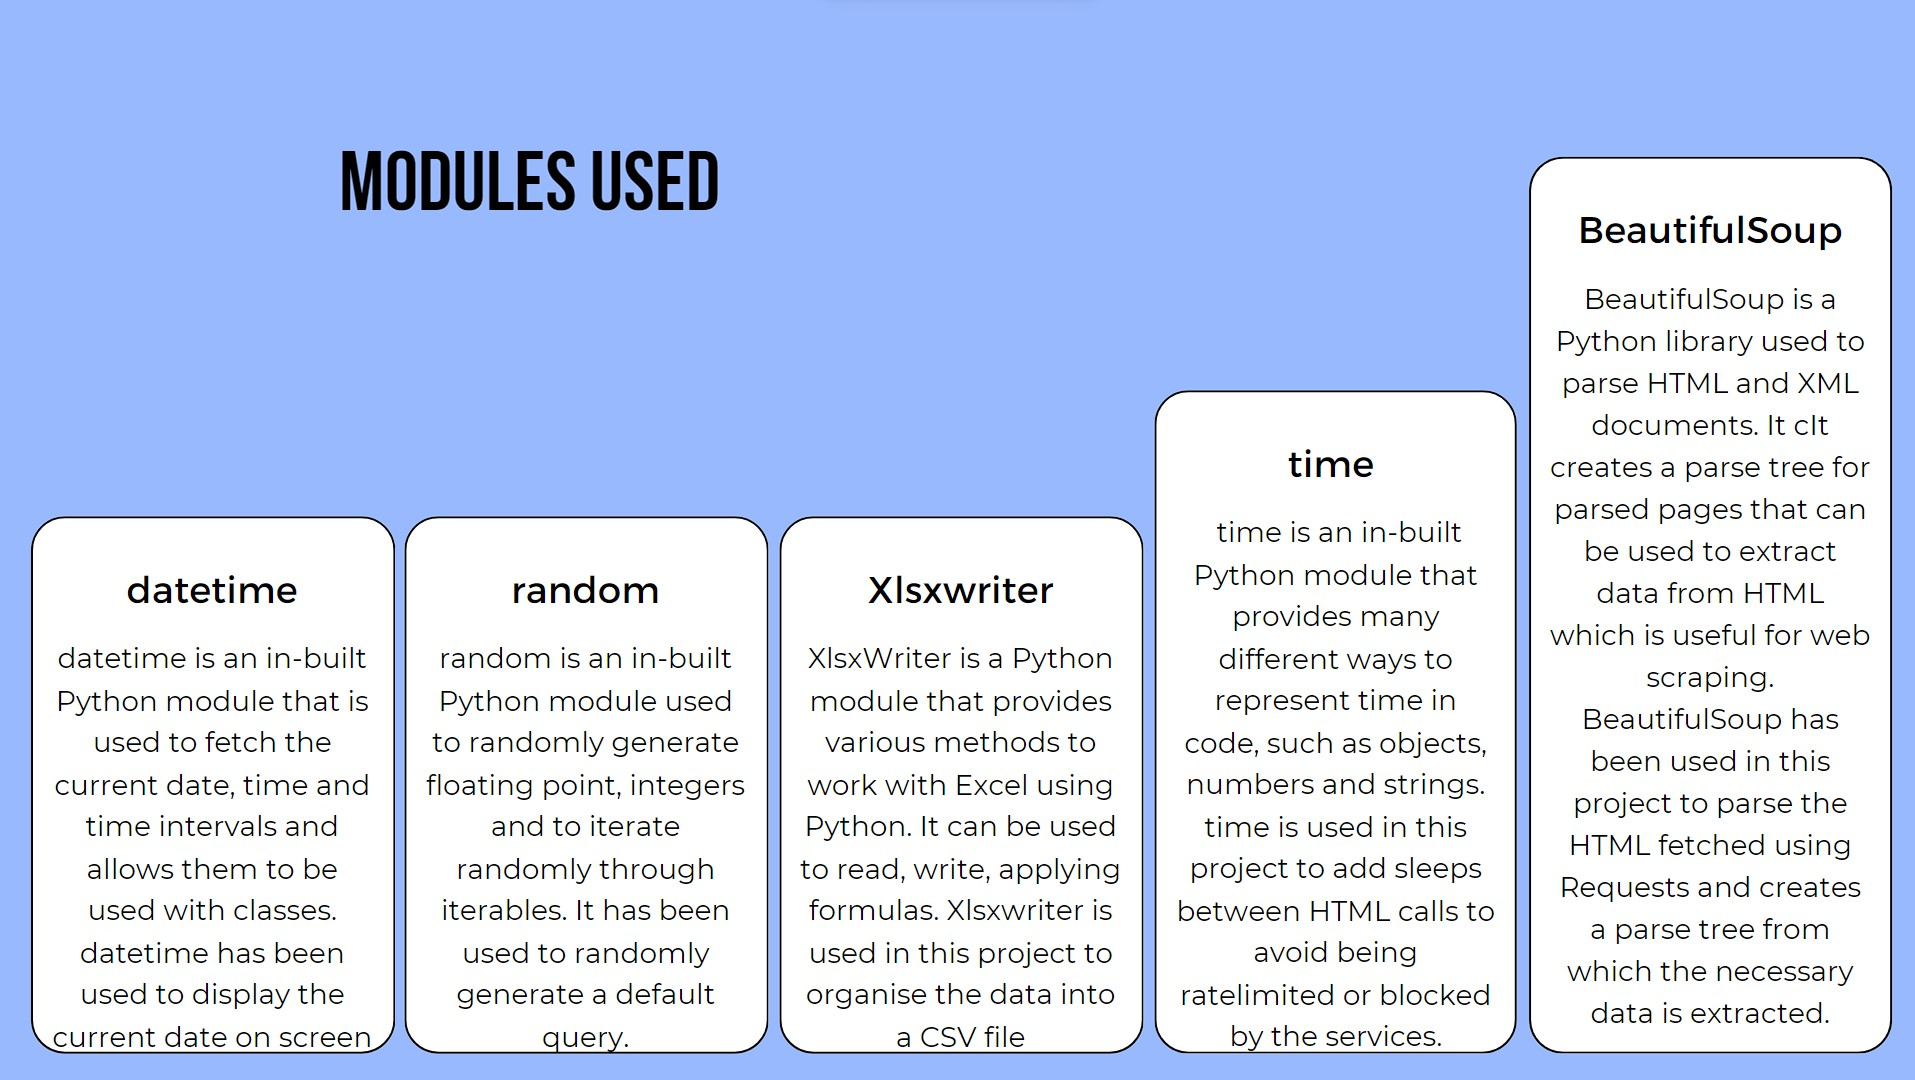 MODULES USED
datetime
datetime is an in-built
Python module that is
used to fetch the
current date, time and
time intervals and
allows them to be
used with classes.
datetime has been
used to display the
current date on screen
random
random is an in-built
Python module used
to randomly generate
floating point, integers
and to iterate
randomly through
iterables. It has been
used to randomly
generate a default
query.
Xlsxwriter
XlsxWriter is a Python
module that provides
various methods to
work with Excel using
Python. It can be used
to read, write, applying
formulas. Xlsxwriter is
used in this project to
organise the data into
a CSV file
time
time is an in-built
Python module that
provides many
different ways to
represent time in
code, such as objects,
numbers and strings.
time is used in this
project to add sleeps
between HTML calls to
avoid being
ratelimited or blocked
by the services.
BeautifulSoup
BeautifulSoup is a
Python library used to
parse HTML and XML
documents. It cIt
creates a parse tree for
parsed pages that can
be used to extract
data from HTML
which is useful for web
scraping.
BeautifulSoup has
been used in this
project to parse the
HTML fetched using
Requests and creates
a parse tree from
which the necessary
data is extracted.